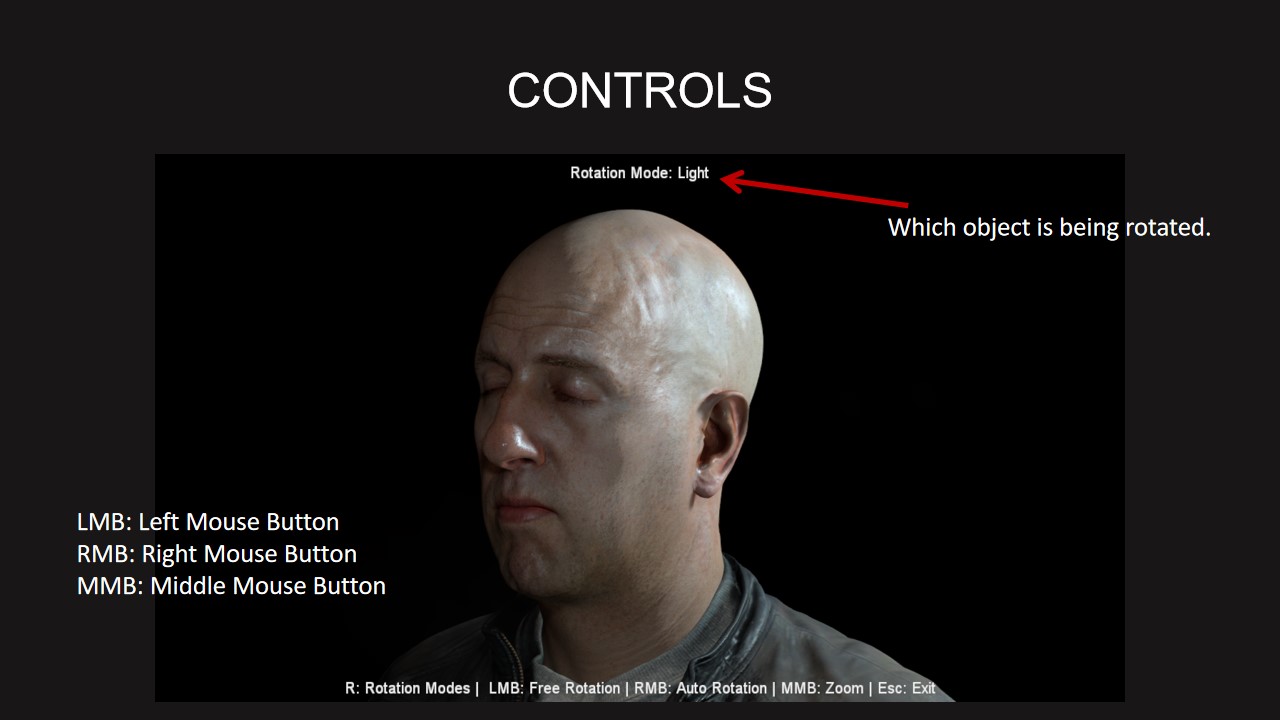 CONTROLS
Rotation Mode: Light
Which object is being rotated.
LMB: Left Mouse Button
RMB: Right Mouse Button
MMB: Middle Mouse Button
R: Rotation Modes | LMB: Free Rotation | RMB: Auto Rotation | MMB: Zoom | Esc: Exit